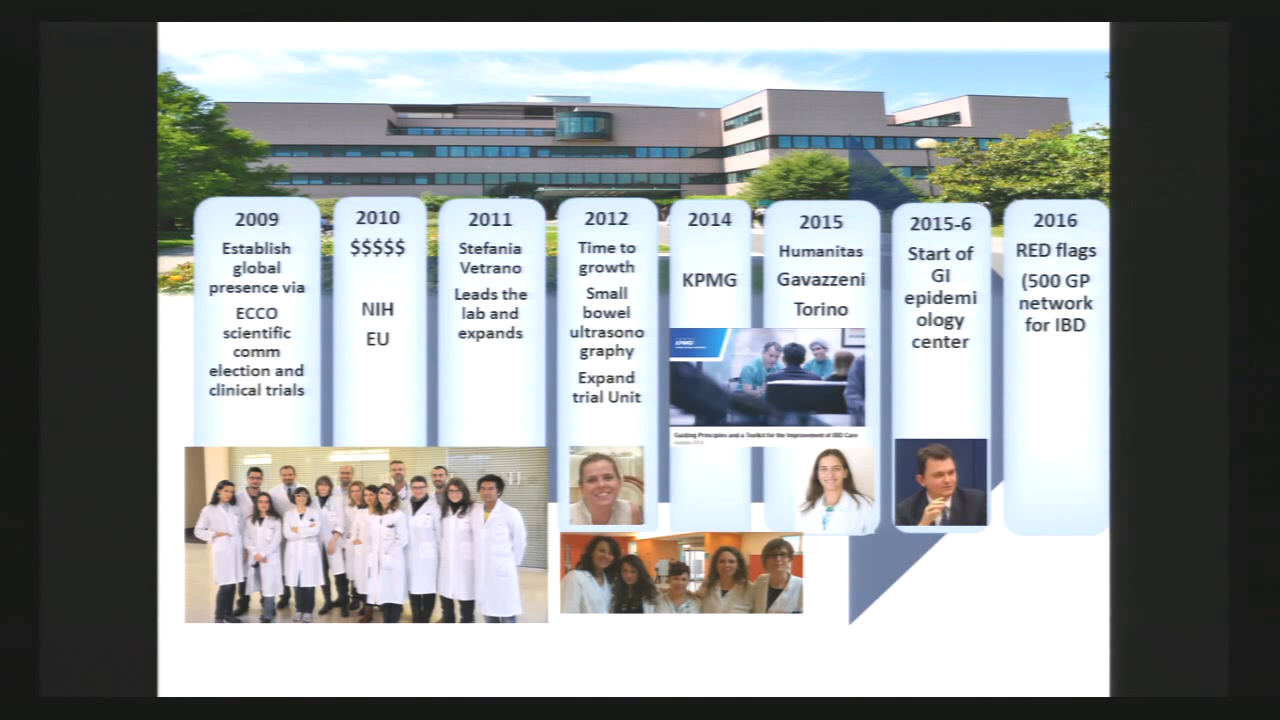 2009
Establish
global
presence via
ECCO
scientific
comm
election and
clinical trials
2010
$$$$$
NIH
EU
2011
Stefania
Vetrano
Leads the
lab and
expands
2012
Time to
growth
Small
bowel
ultrasono
graphy
Expand
trial Unit
2014
KPMG
2015
Humanitas
Gavazzeni
Torino
2015-6
Start of
GI
epidemi
ology
center
2016
RED flags
(500 GP
network
for IBD
KPMG
Guiding Principles and a Toolkit for the Improvement of IBD Care